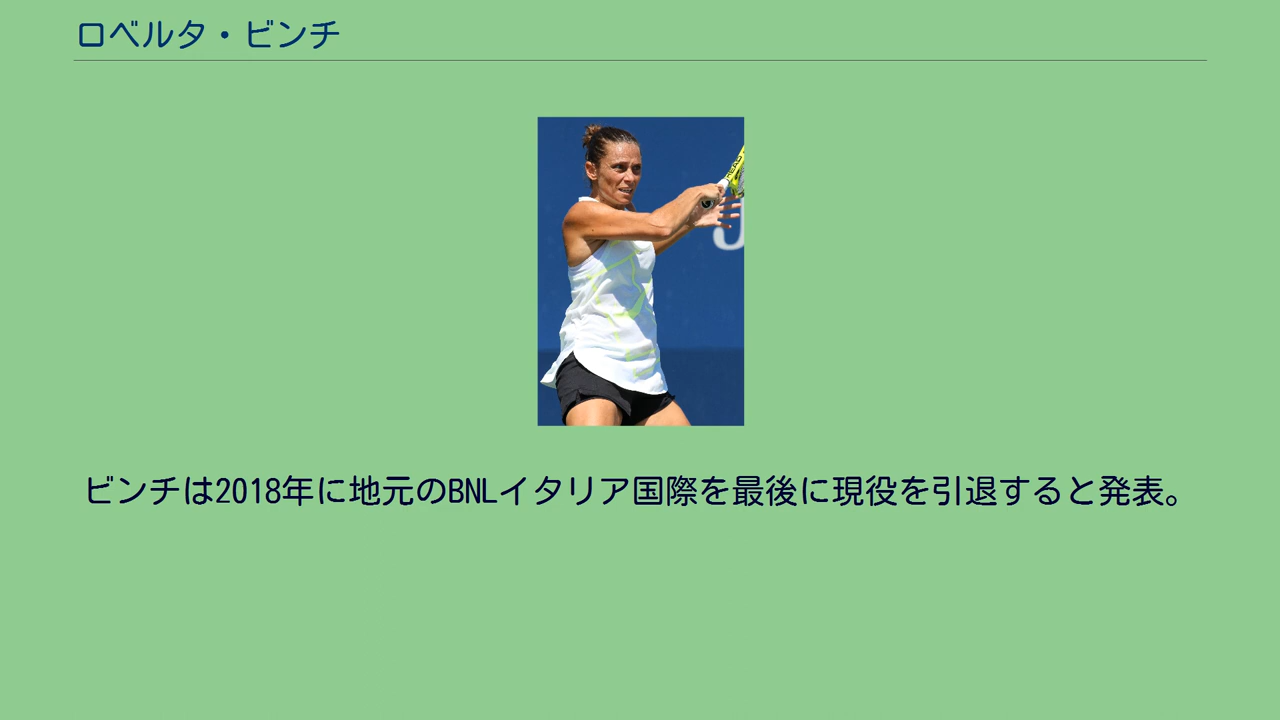 ロベルタ・ビンチ
ビンチは2018年に地元のBNLイタリア国際を最後に現役を引退すると発表。